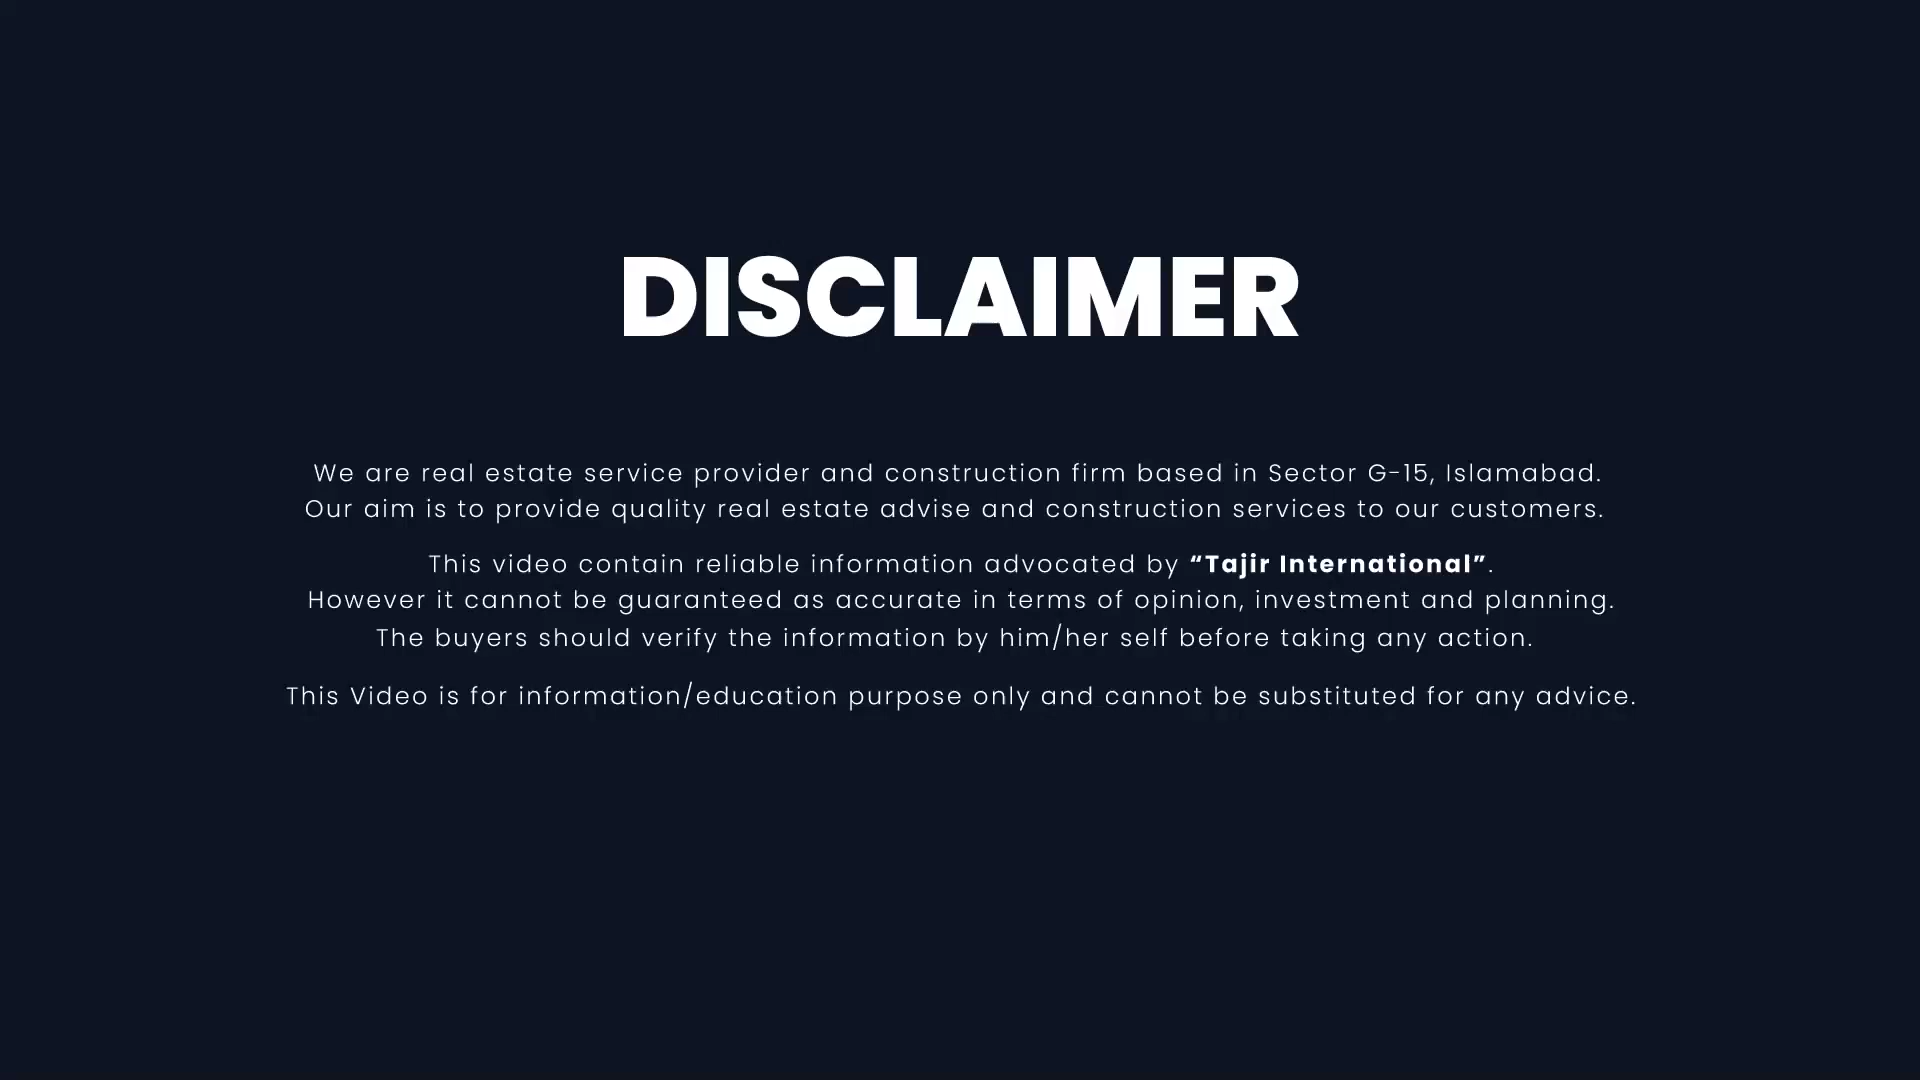 DISCLAIMER
We are real estate service provider and construction firm based in Sector G-15, Islamabad.
Our aim is to provide quality real estate advise and construction services to our customers.
This video contain reliable information advocated by “Tajir International”.
However it cannot be guaranteed as accurate in terms of opinion, investment and planning.
The buyers should verify the information by him/her self before taking any action.
This Video is for information/education purpose only and cannot be substituted for any advice.